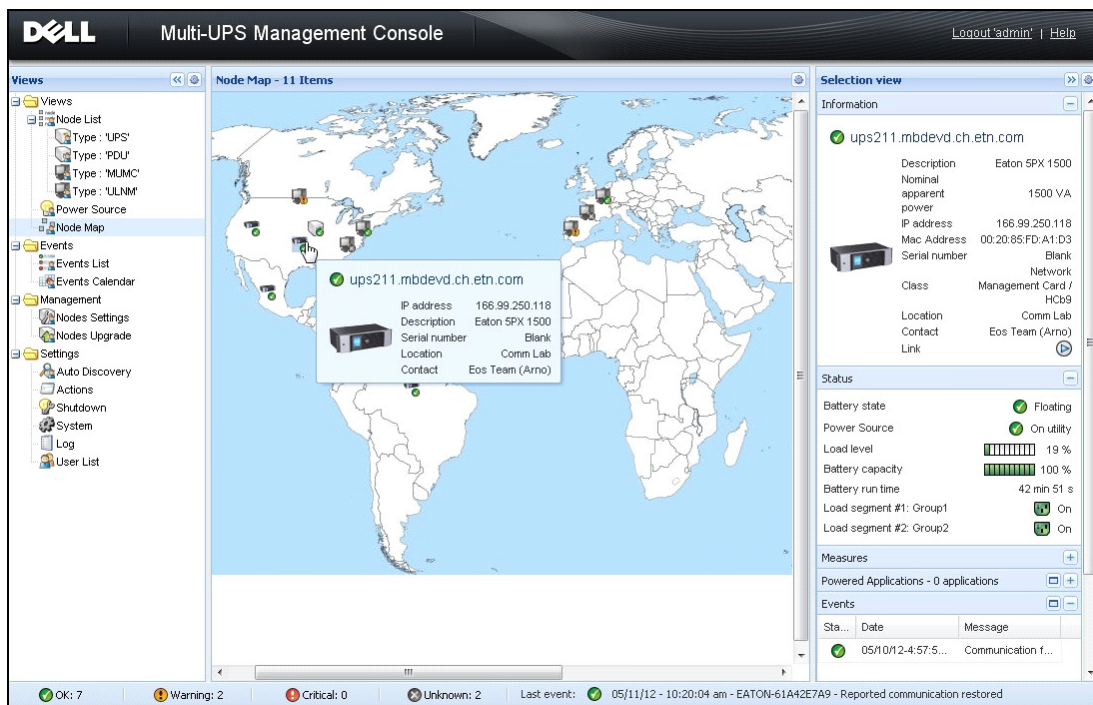 DELL Multi-UPS Management Console Logout 'admin' | Help
Views
Views
Node List
Type : 'UPS'
Type : 'PDU'
Type : 'MUMC'
Type : 'ULNM'
Power Source
Node Map
Events
Events List
Events Calendar
Management
Nodes Settings
Nodes Upgrade
Settings
Auto Discovery
Actions
Shutdown
System
Log
User List
Node Map - 11 Items
ups211.mbdevd.ch.etn.com
IP address 166.99.250.118
Description Eaton 5PX 1500
Serial number Blank
Location Comm Lab
Contact Eos Team (Arno)
Selection view
Information
ups211.mbdevd.ch.etn.com
Description Eaton 5PX 1500
Nominal
apparent 1500 VA
power
IP address 166.99.250.118
Mac Address 00:20:85:FD:A1:D3
Serial number Blank
Network
Class Management Card /
HCb9
Location Comm Lab
Contact Eos Team (Arno)
Link
Status
Battery state Floating
Power Source On utility
Load level 19 %
Battery capacity 100 %
Battery run time 42 min 51 s
Load segment #1: Group1 On
Load segment #2: Group2 On
Measures
Powered Applications - 0 applications
Events
Sta... Date Message
05/10/12-4:57:5... Communication f...
OK: 7 Warning: 2 Critical: 0 Unknown: 2 Last event: 05/11/12 - 10:20:04 am - EATON-61A42E7A9 - Reported communication restored